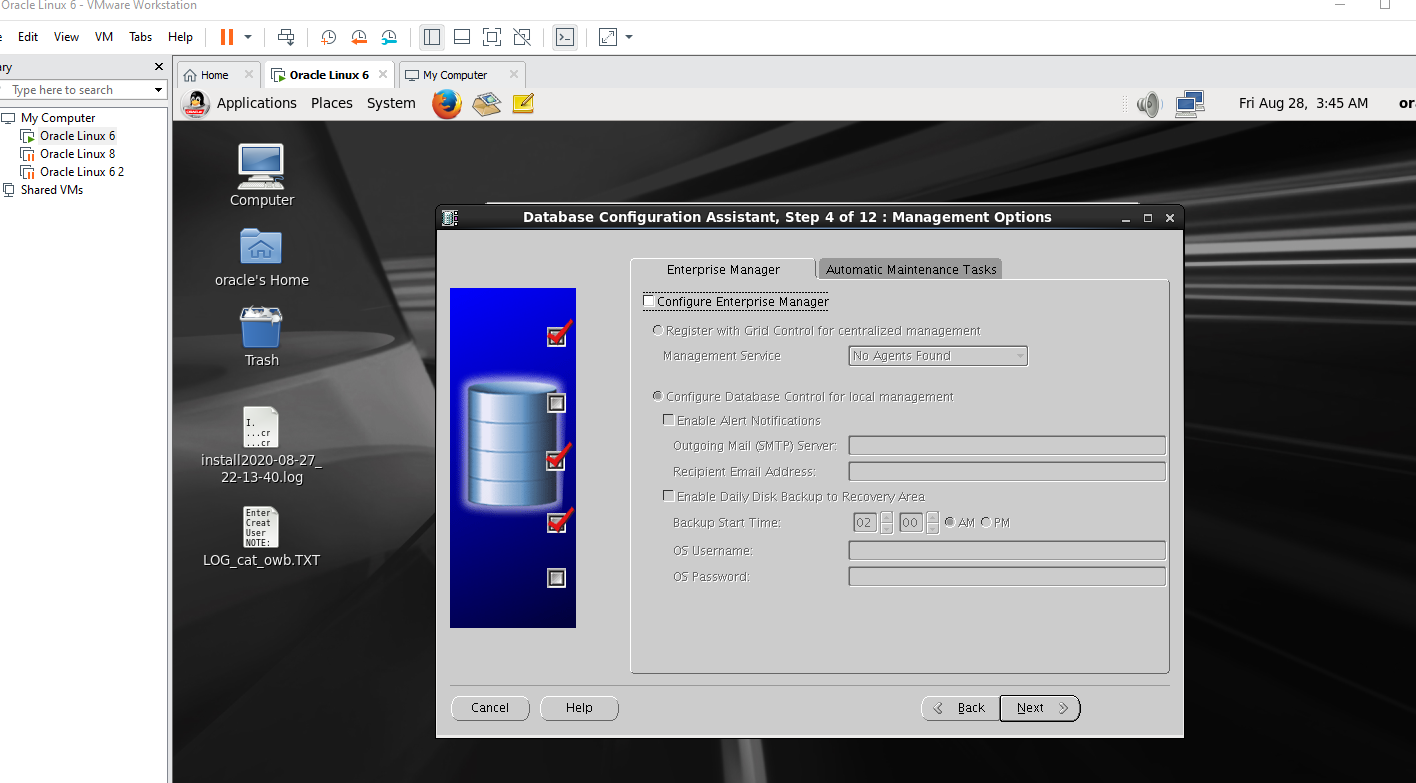 Oracle Linux 6 - VMware Workstation
Edit View VM Tabs Help
Type here to search
My Computer
Oracle Linux 6
Oracle Linux 8
Oracle Linux 6 2
Shared VMs
Home
Oracle Linux 6
My Computer
Applications Places System
Fri Aug 28, 3:45 AM
Computer
oracle's Home
Trash
I.
...cr
...cr
install2020-08-27_
22-13-40.log
Enter
Creat
User
NOTE:
LOG_cat_owb.TXT
Database Configuration Assistant, Step 4 of 12 : Management Options
Enterprise Manager
Automatic Maintenance Tasks
Configure Enterprise Manager
Register with Grid Control for centralized management
Management Service No Agents Found
Configure Database Control for local management
Enable Alert Notifications
Outgoing Mail (SMTP) Server:
Recipient Email Address:
Enable Daily Disk Backup to Recovery Area
Backup Start Time: 02 00 AM PM
OS Username:
OS Password:
Cancel Help Back Next